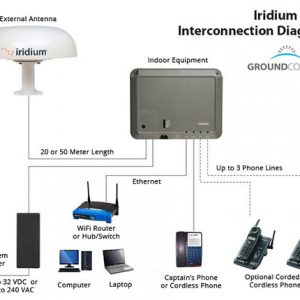 Iridium
Interconnection Diag
External Antenna
iridium
Indoor Equipment
GROUNDCO
20 or 50 Meter Length
Up to 3 Phone Lines
Ethernet
WiFi Router
or Hub/Switch
32 VDC or
to 240 VAC
Computer
Laptop
Captain's Phone
or Cordless Phone
Optional Corded
or Cordless Phone